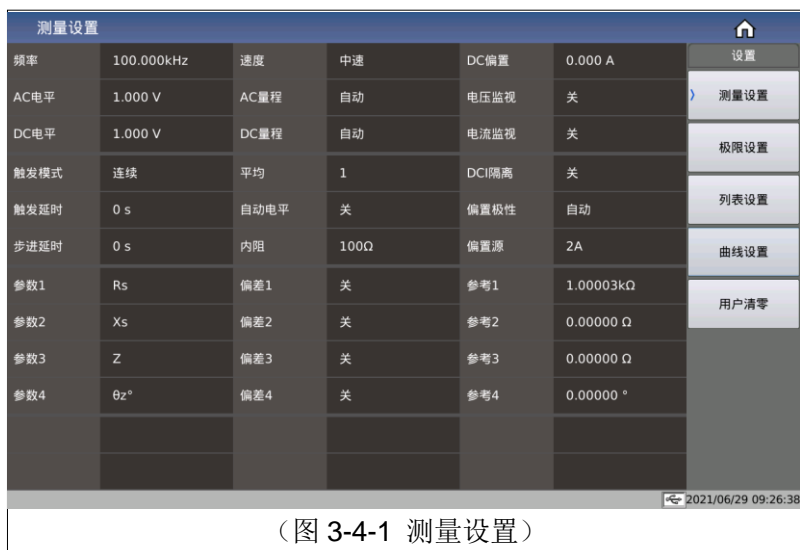 测量设置
频率 100.000kHz 速度 中速 DC偏置 0.000 A 设置
AC电平 1.000 V AC量程 自动 电压监视 关 》 测量设置
DC电平 1.000 V DC量程 自动 电流监视 关 极限设置
触发模式 连续 平均 1 DCI隔离 关
触发延时 0 s 自动电平 关 偏置极性 自动 列表设置
步进延时 0 s 内阻 100Ω 偏置源 2A 曲线设置
参数1 Rs 偏差1 关 参考1 1.00003kΩ 用户清零
参数2 Xs 偏差2 关 参考2 0.00000 Ω
参数3 Z 偏差3 关 参考3 0.00000 Ω
参数4 θz° 偏差4 关 参考4 0.00000 °
2021/06/29 09:26:38
（图 3-4-1 测量设置）